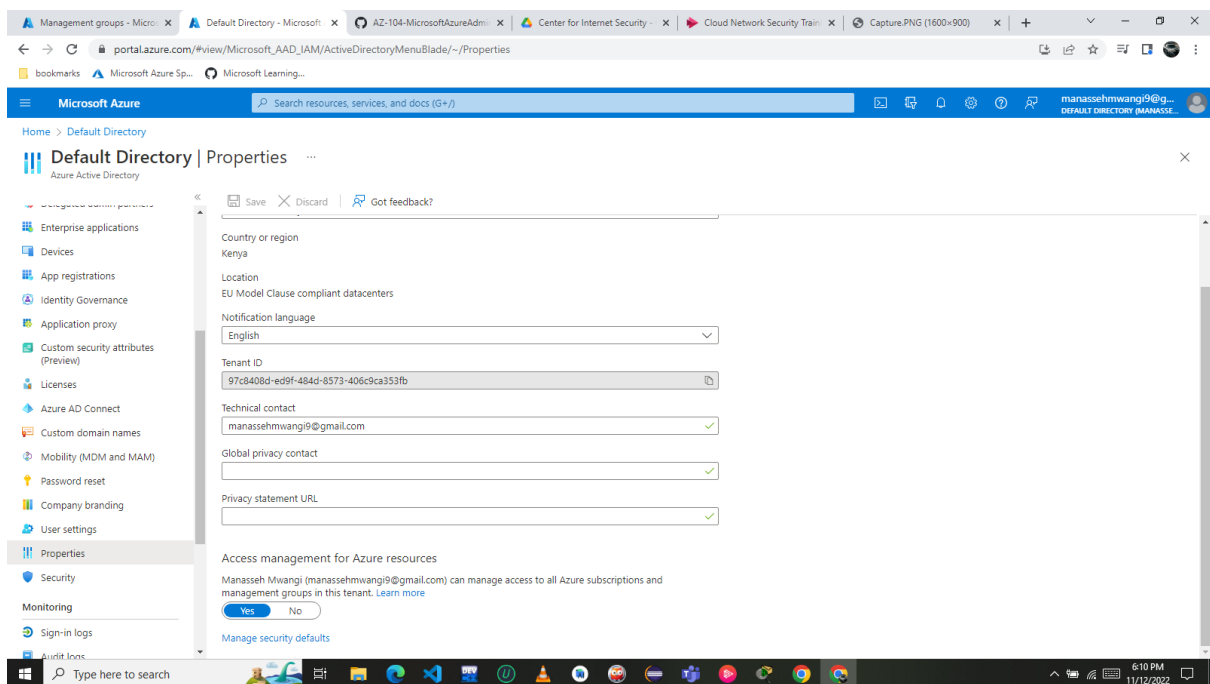 Management groups - Micros
Default Directory - Microsoft
AZ-104-MicrosoftAzureAdmi
Center for Internet Security -
Cloud Network Security Train
Capture.PNG (1600×900)
portal.azure.com/#view/Microsoft_AAD_IAM/ActiveDirectoryMenuBlade/~/Properties
bookmarks
Microsoft Azure Sp...
Microsoft Learning...
Microsoft Azure
Search resources, services, and docs (G+/)
manassehmwangi9@g...
DEFAULT DIRECTORY (MANASSE...
Home > Default Directory
Default Directory | Properties ...
Azure Active Directory
Save
Discard
Got feedback?
Delegated admin partners
Enterprise applications
Devices
App registrations
Identity Governance
Application proxy
Custom security attributes
(Preview)
Licenses
Azure AD Connect
Custom domain names
Mobility (MDM and MAM)
Password reset
Company branding
User settings
Properties
Security
Monitoring
Sign-in logs
Audit logs
Country or region
Kenya
Location
EU Model Clause compliant datacenters
Notification language
English
Tenant ID
97c8408d-ed9f-484d-8573-406c9ca353fb
Technical contact
manassehmwangi9@gmail.com
Global privacy contact
Privacy statement URL
Access management for Azure resources
Manasseh Mwangi (manassehmwangi9@gmail.com) can manage access to all Azure subscriptions and
management groups in this tenant. Learn more
Yes
No
Manage security defaults
Type here to search
6:10 PM
11/12/2022